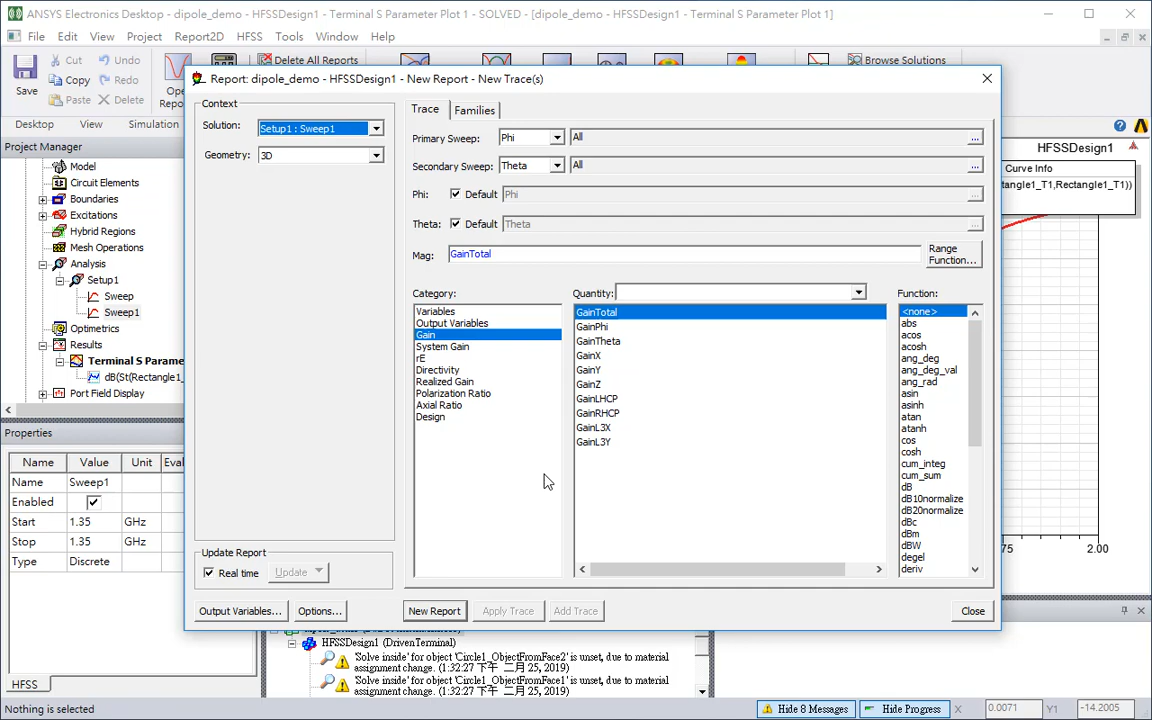 ANSYS Electronics Desktop - dipole_demo - HFSSDesign1 - Terminal S Parameter Plot 1 - SOLVED - [dipole_demo - HFSSDesign1 - Terminal S Parameter Plot 1]
File Edit View Project Report2D HFSS Tools Window Help
Save
Cut
Copy
Paste
Undo
Redo
Delete
Delete All Reports
Browse Solutions
Desktop View Simulation
Report: dipole_demo - HFSSDesign1 - New Report - New Trace(s)
Project Manager
Model
Circuit Elements
Boundaries
Excitations
Hybrid Regions
Mesh Operations
Analysis
Setup1
Sweep
Sweep1
Optimetrics
Results
Terminal S Parame
dB(St(Rectangle1_
Port Field Display
Properties
Name Value Unit Eval
Name Sweep1
Enabled
Start 1.35 GHz
Stop 1.35 GHz
Type Discrete
HFSS
Context
Solution: Setup1 : Sweep1
Geometry: 3D
Update Report
Real time Update
Output Variables... Options...
Trace Families
Primary Sweep: Phi All ...
Secondary Sweep: Theta All ...
Phi: Default Phi ...
Theta: Default Theta ...
Mag: GainTotal
Range Function...
Category:
Variables
Output Variables
Gain
System Gain
rE
Directivity
Realized Gain
Polarization Ratio
Axial Ratio
Design
Quantity:
GainTotal
GainPhi
GainTheta
GainX
GainY
GainZ
GainLHCP
GainRHCP
GainL3X
GainL3Y
Function:
<none>
abs
acos
acosh
ang_deg
ang_deg_val
ang_rad
asin
asinh
atan
atanh
cos
cosh
cum_integ
cum_sum
dB
dB10normalize
dB20normalize
dBc
dBm
dBW
degel
deriv
New Report Apply Trace Add Trace Close
HFSSDesign1
Curve Info
tangle1_T1,Rectangle1_T1))
75 2.00
HFSSDesign1 (DrivenTerminal)
'Solve inside' for object 'Circle1_ObjectFromFace2' is unset, due to material
assignment change. (1:32:27 下午 二月 25, 2019)
'Solve inside' for object 'Circle1_ObjectFromFace1' is unset, due to material
assignment change. (1:32:27 下午 二月 25, 2019)
Nothing is selected
Hide 8 Messages Hide Progress X 0.0071 Y1 -14.2005